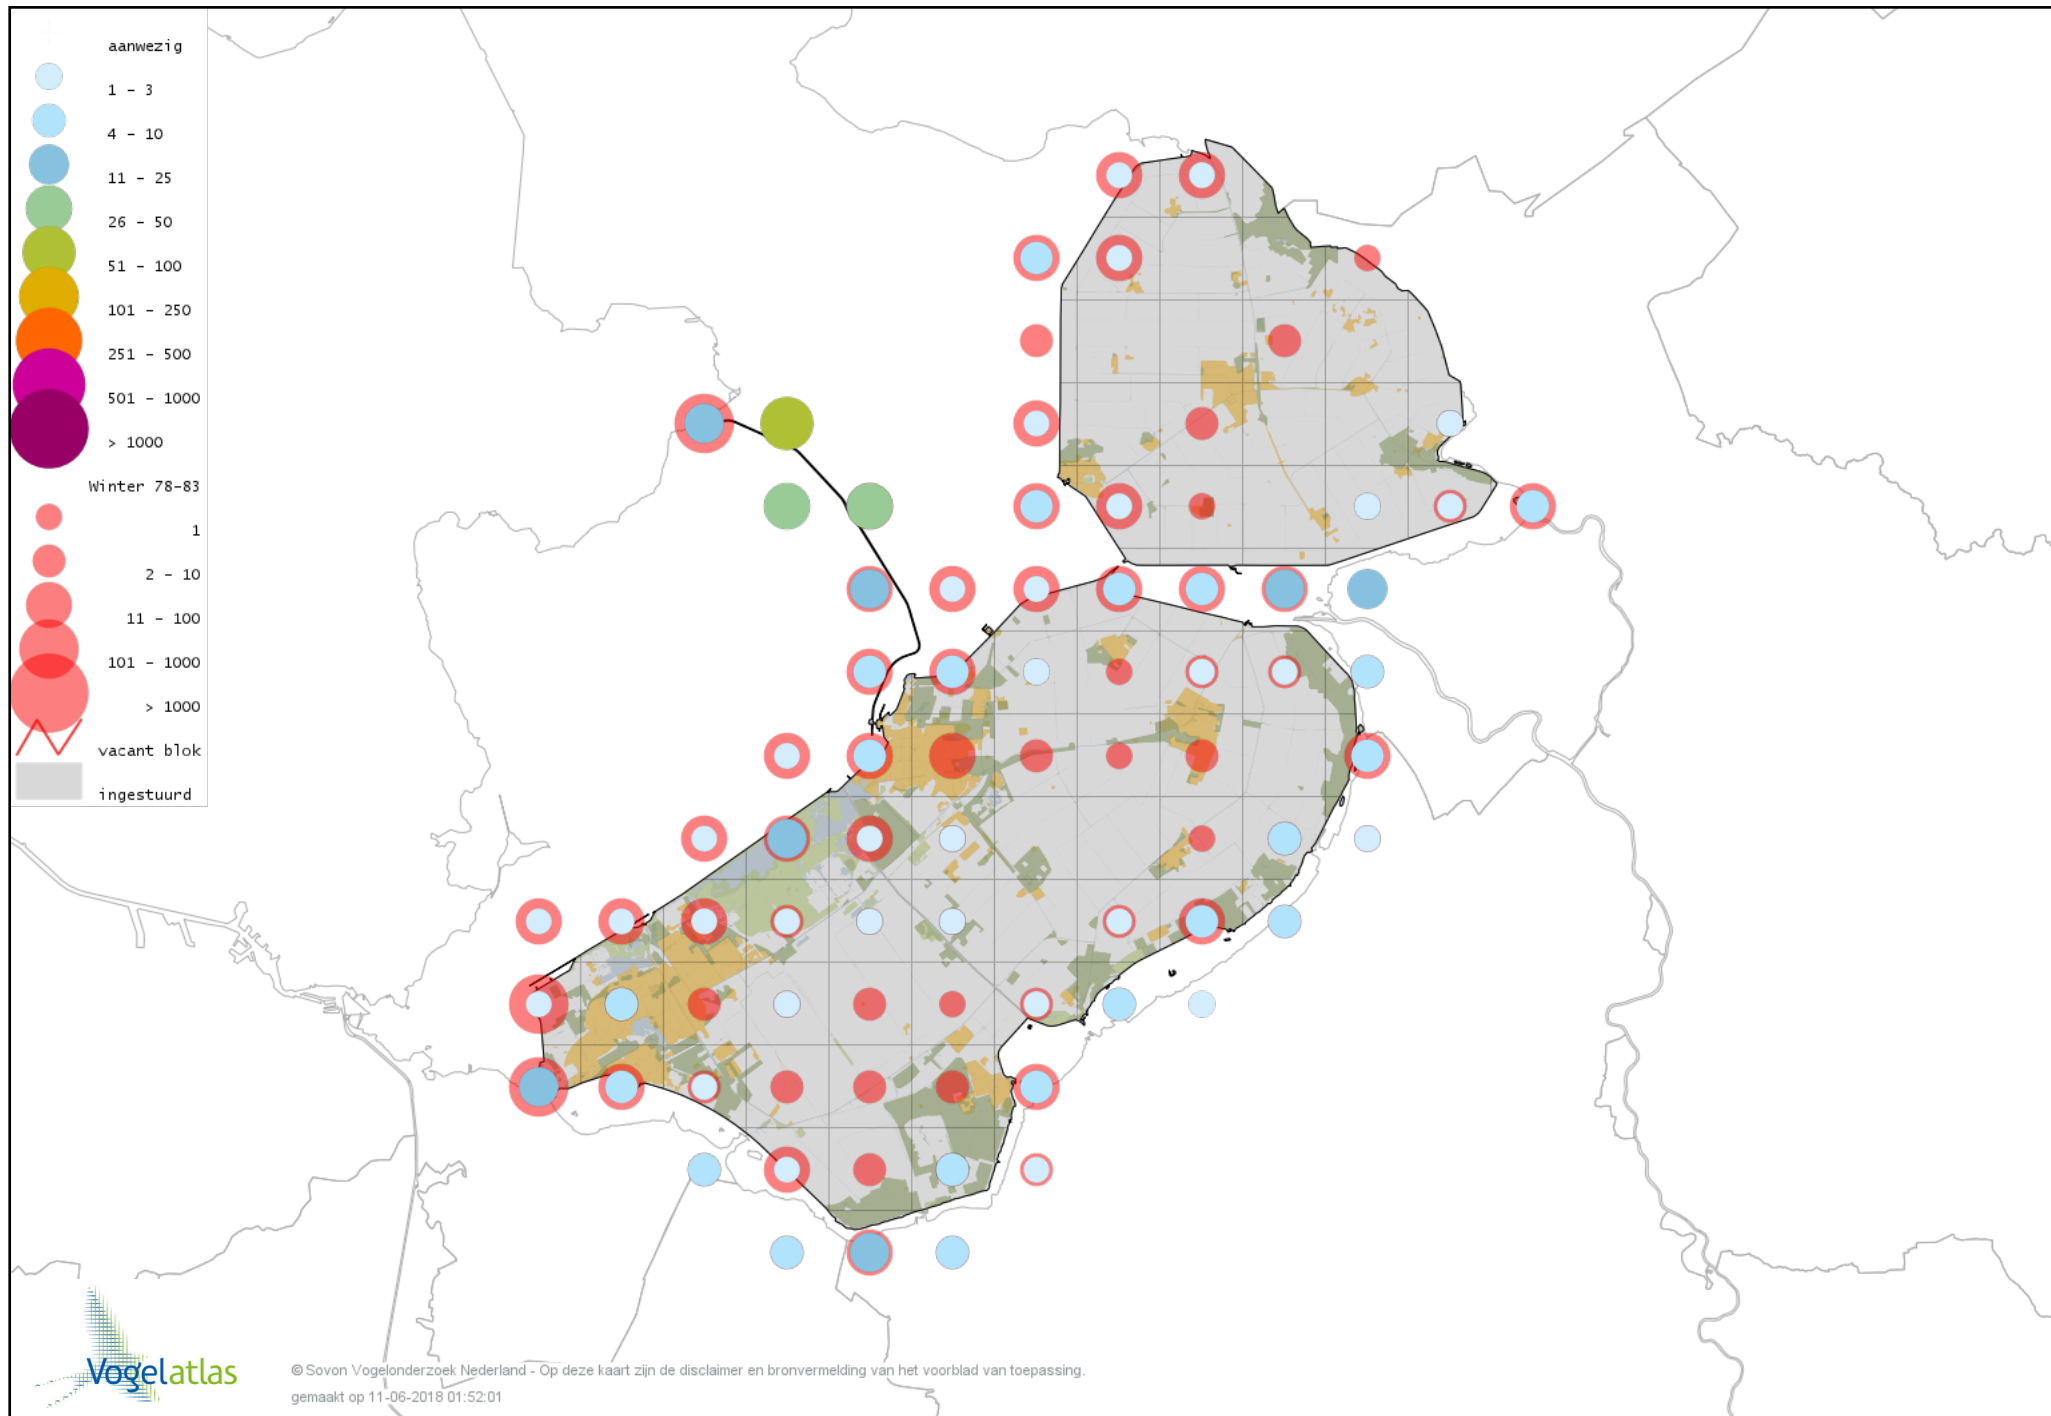 aanwezig
1 - 3
4 - 10
11 - 25
26 - 50
51 - 100
101 - 250
251 - 500
501 - 1000
> 1000
Winter 78-83
1
2 - 10
11 - 100
101 - 1000
> 1000
vacant blok
ingestuurd
Vogelatlas
© Sovon Vogelonderzoek Nederland - Op deze kaart zijn de disclaimer en bronvermelding van het voorblad van toepassing.
gemaakt op 11-06-2018 01:52:01